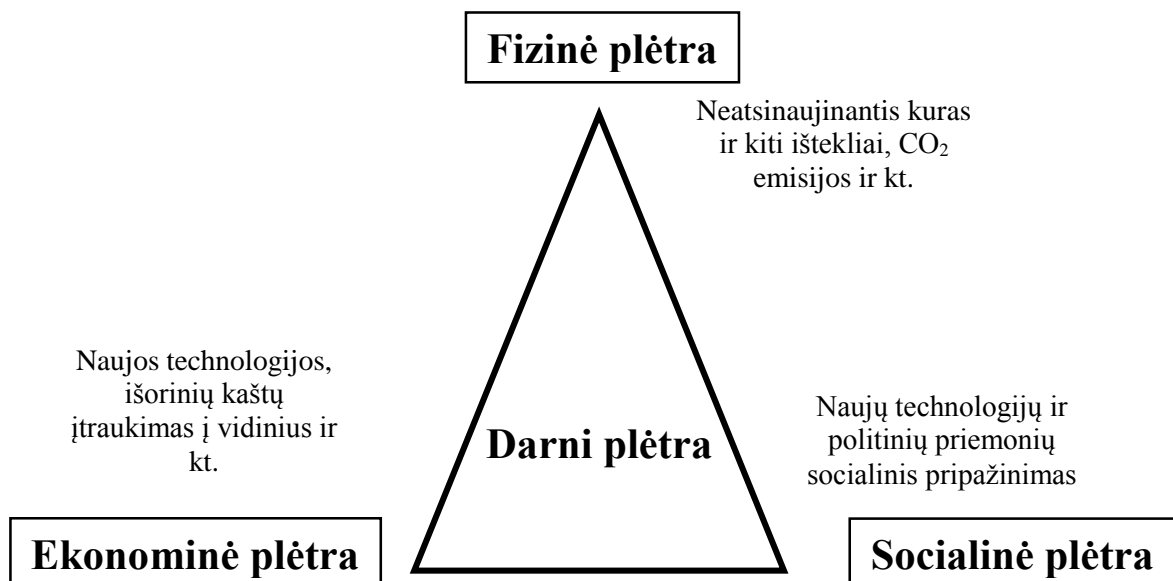 Fizinė plėtra
Neatsinaujinantis kuras
ir kiti ištekliai, CO₂
emisijos ir kt.
Naujos technologijos,
išorinių kaštų
įtraukimas į vidinius ir
kt.
Naujų technologijų ir
politinių priemonių
socialinis pripažinimas
Darni plėtra
Ekonominė plėtra
Socialinė plėtra